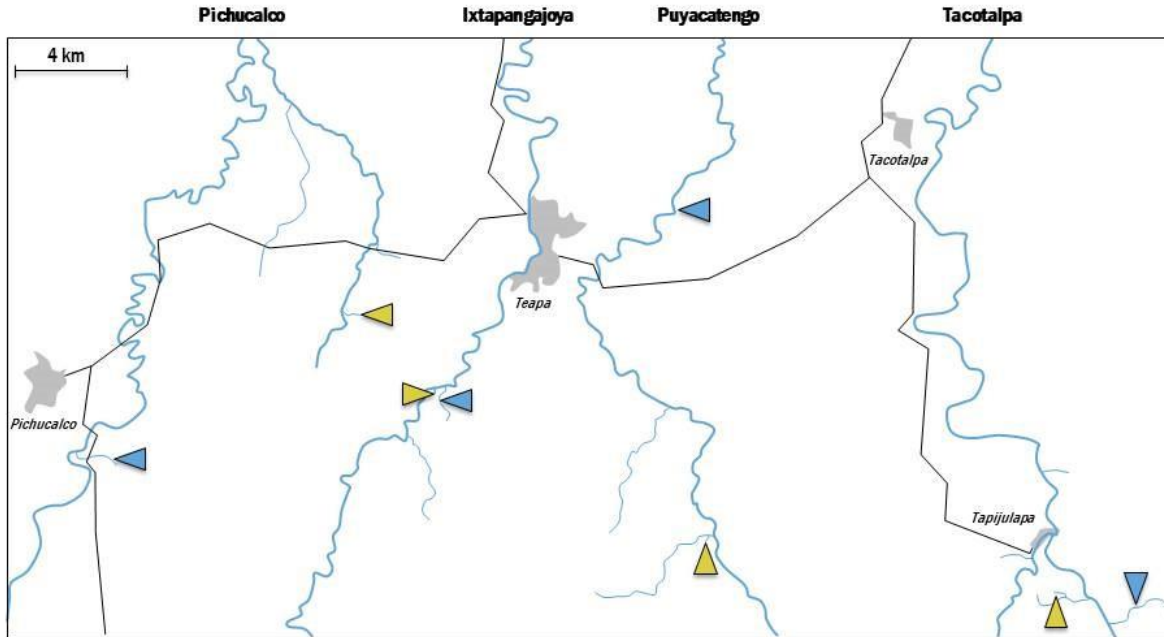 Pichucalco
Ixtapangajoya
Puyacatengo
Tacotalpa
4 km
Tacotalpa
Teapa
Pichucalco
Tapijulapa